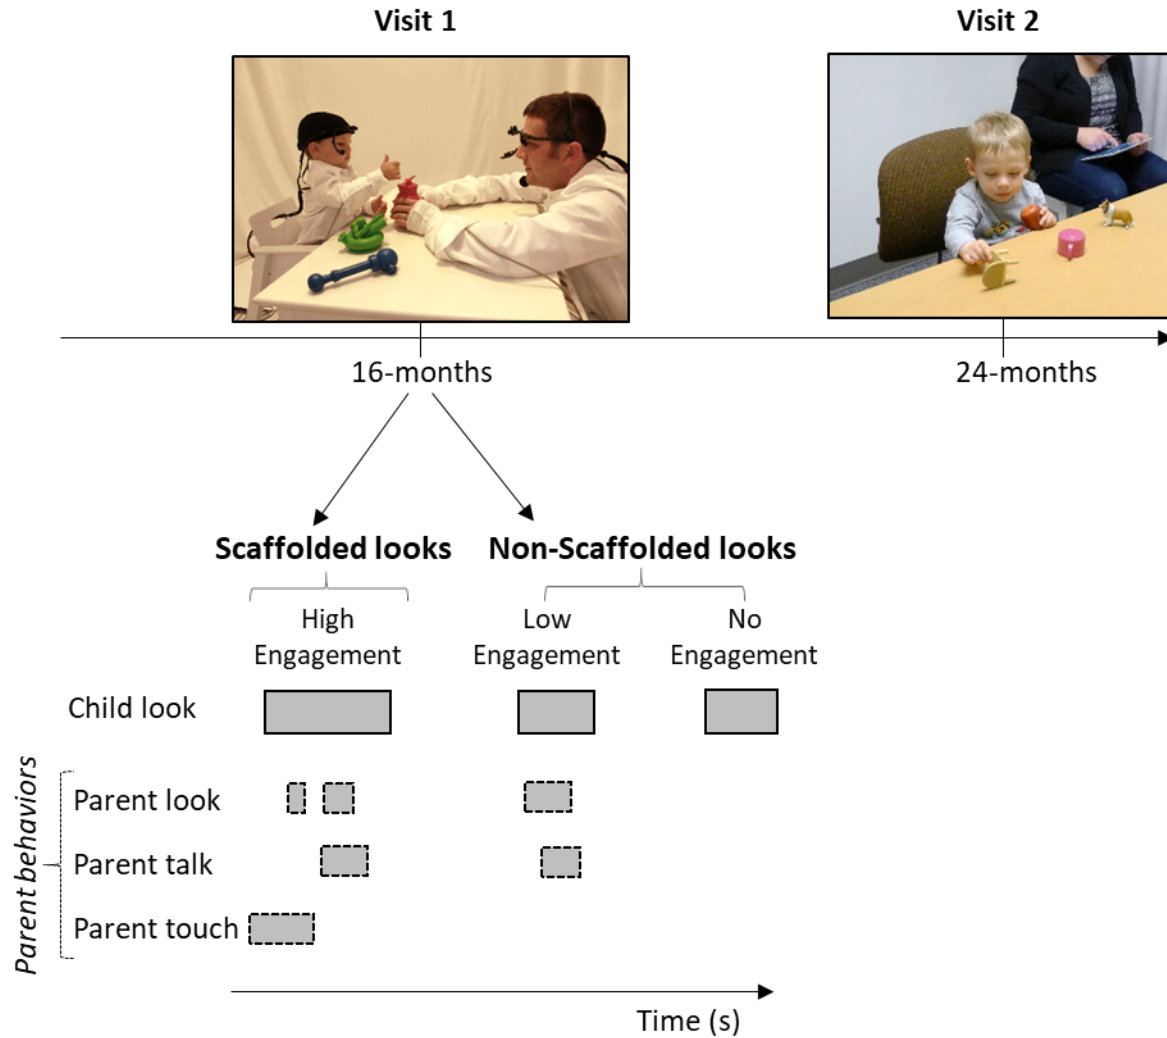 Visit 1
Visit 2
16-months
24-months
Scaffolded looks
Non-Scaffolded looks
High
Engagement
Low
Engagement
No
Engagement
Child look
Parent behaviors
Parent look
Parent talk
Parent touch
Time (s)